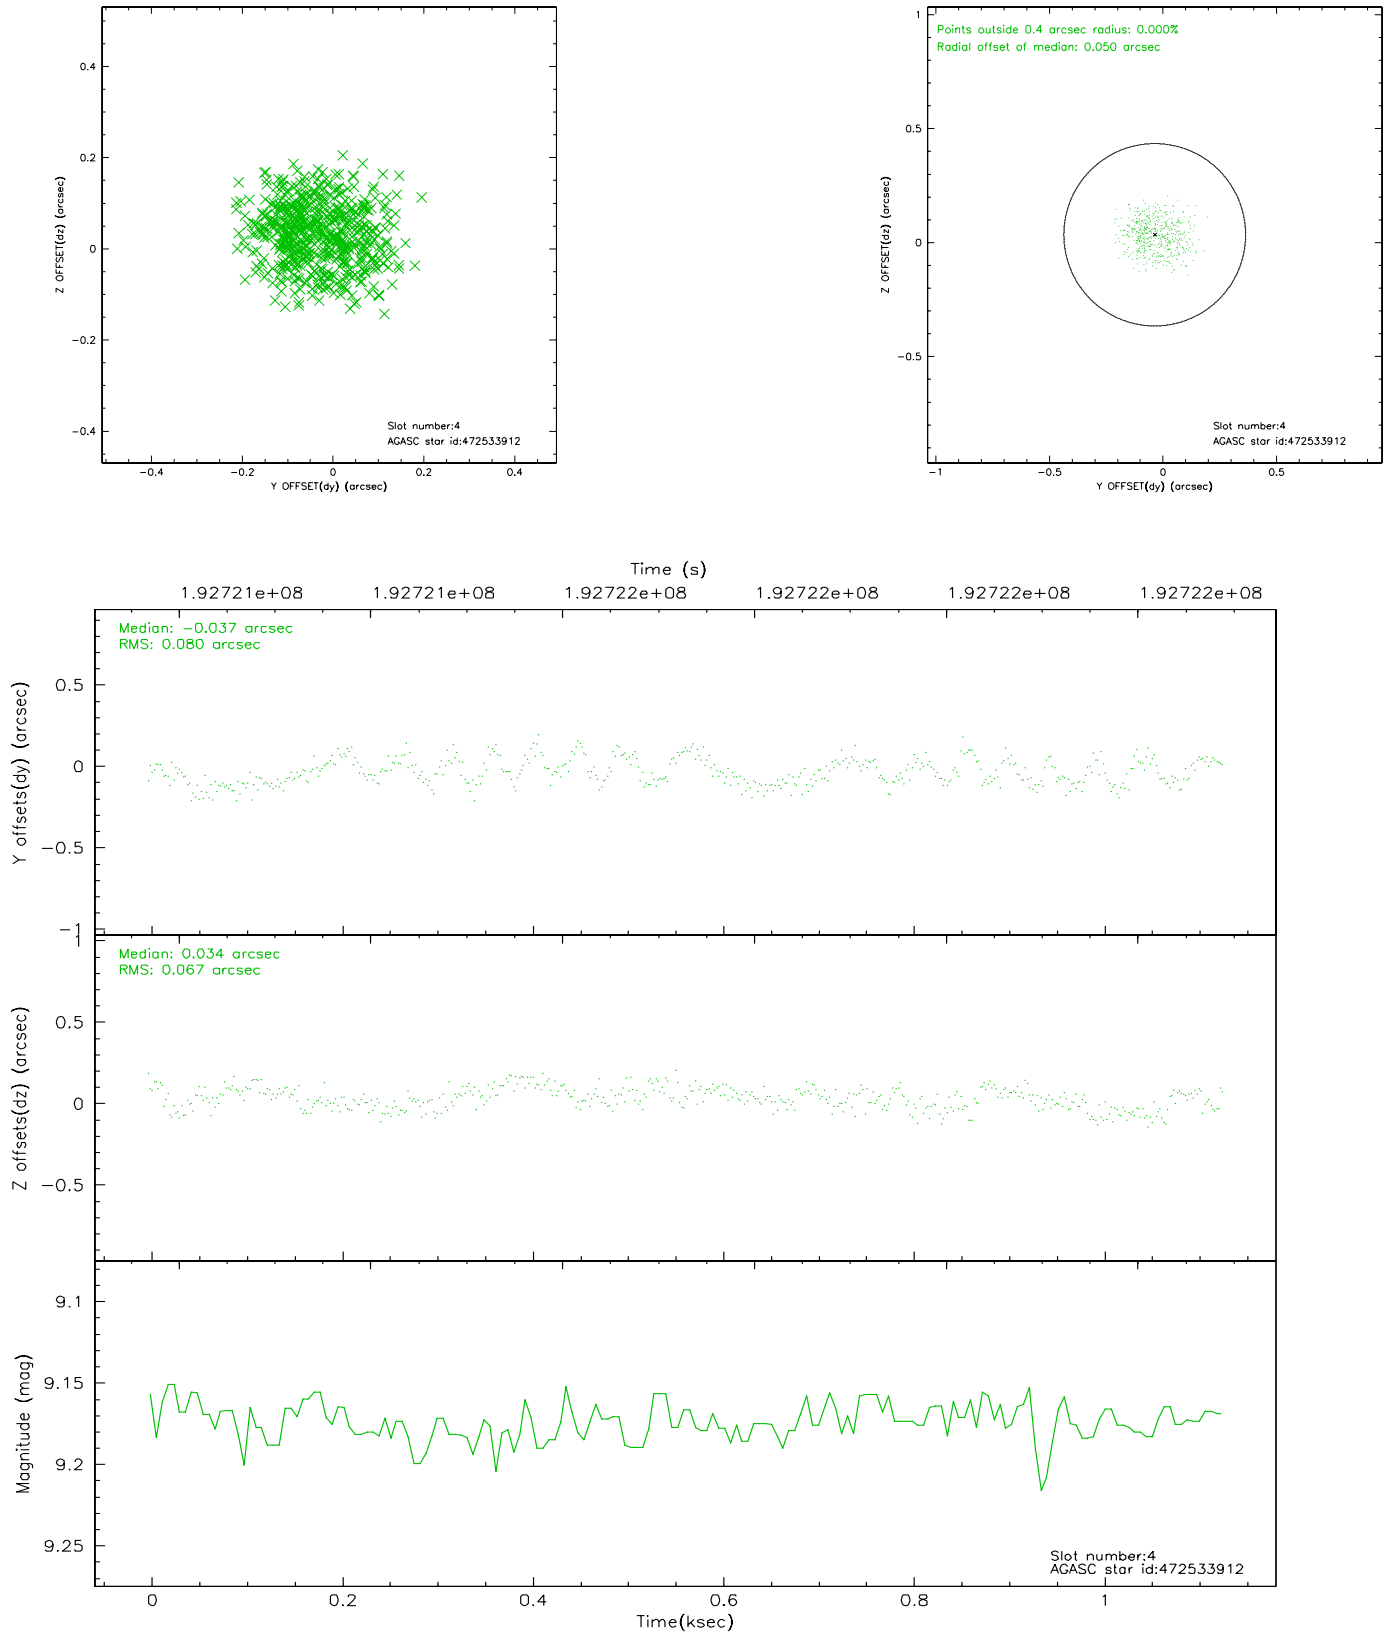 0.4
0.2
0
−0.2
−0.4
Z OFFSET(dz) (arcsec)
Slot number:4
AGASC star id:472533912
−0.4 −0.2 0 0.2 0.4
Y OFFSET(dy) (arcsec)
1
0.5
0
−0.5
Z OFFSET(dz) (arcsec)
Points outside 0.4 arcsec radius: 0.000%
Radial offset of median: 0.050 arcsec
Slot number:4
AGASC star id:472533912
−1 −0.5 0 0.5
Y OFFSET(dy) (arcsec)
Time (s)
1.92721e+08 1.92721e+08 1.92722e+08 1.92722e+08 1.92722e+08 1.92722e+08
Median: −0.037 arcsec
RMS: 0.080 arcsec
0.5
0
−0.5
−1
Y offsets(dy) (arcsec)
Median: 0.034 arcsec
RMS: 0.067 arcsec
1
0.5
0
−0.5
Z offsets(dz) (arcsec)
9.1
9.15
9.2
9.25
Magnitude (mag)
Slot number:4
AGASC star id:472533912
0 0.2 0.4 0.6 0.8 1
Time(ksec)